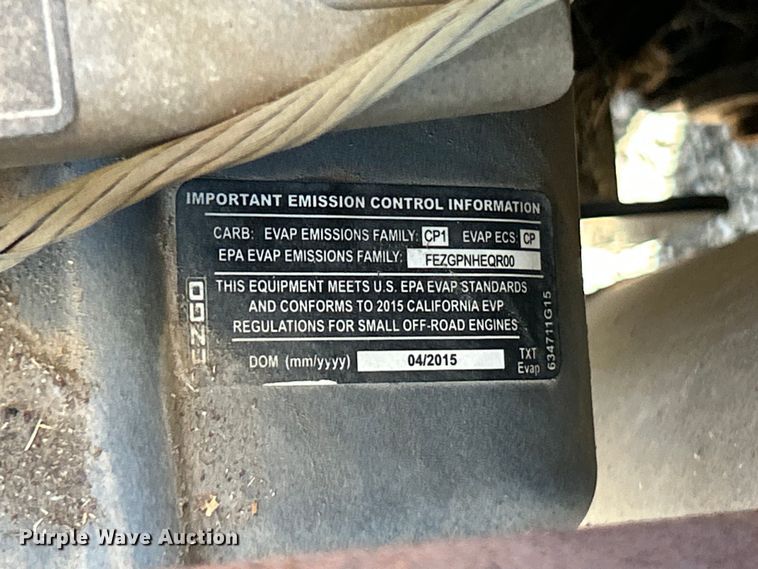 IMPORTANT EMISSION CONTROL INFORMATION
CARB: EVAP EMISSIONS FAMILY: CP1 EVAP ECS: CP
EPA EVAP EMISSIONS FAMILY: FEZGPNHEQR00
THIS EQUIPMENT MEETS U.S. EPA EVAP STANDARDS
AND CONFORMS TO 2015 CALIFORNIA EVP
REGULATIONS FOR SMALL OFF-ROAD ENGINES
DOM (mm/yyyy) 04/2015
TXT
Evap
EZGO
634711G15
Purple Wave Auction